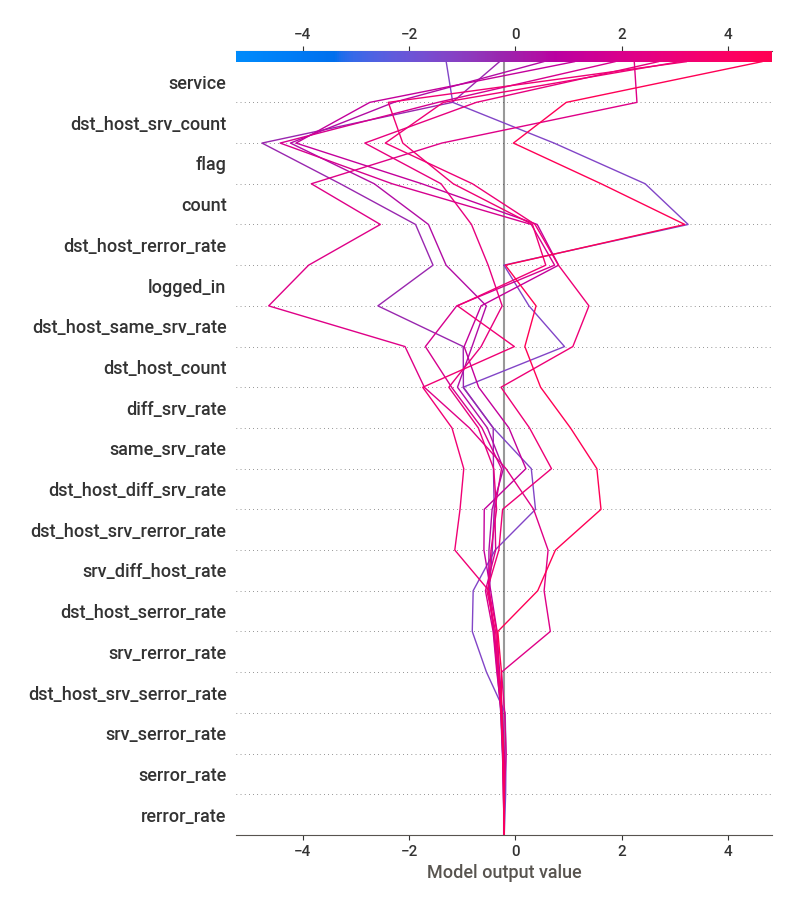 −4 −2 0 2 4
service
dst_host_srv_count
flag
count
dst_host_rerror_rate
logged_in
dst_host_same_srv_rate
dst_host_count
diff_srv_rate
same_srv_rate
dst_host_diff_srv_rate
dst_host_srv_rerror_rate
srv_diff_host_rate
dst_host_serror_rate
srv_rerror_rate
dst_host_srv_serror_rate
srv_serror_rate
serror_rate
rerror_rate
−4 −2 0 2 4
Model output value